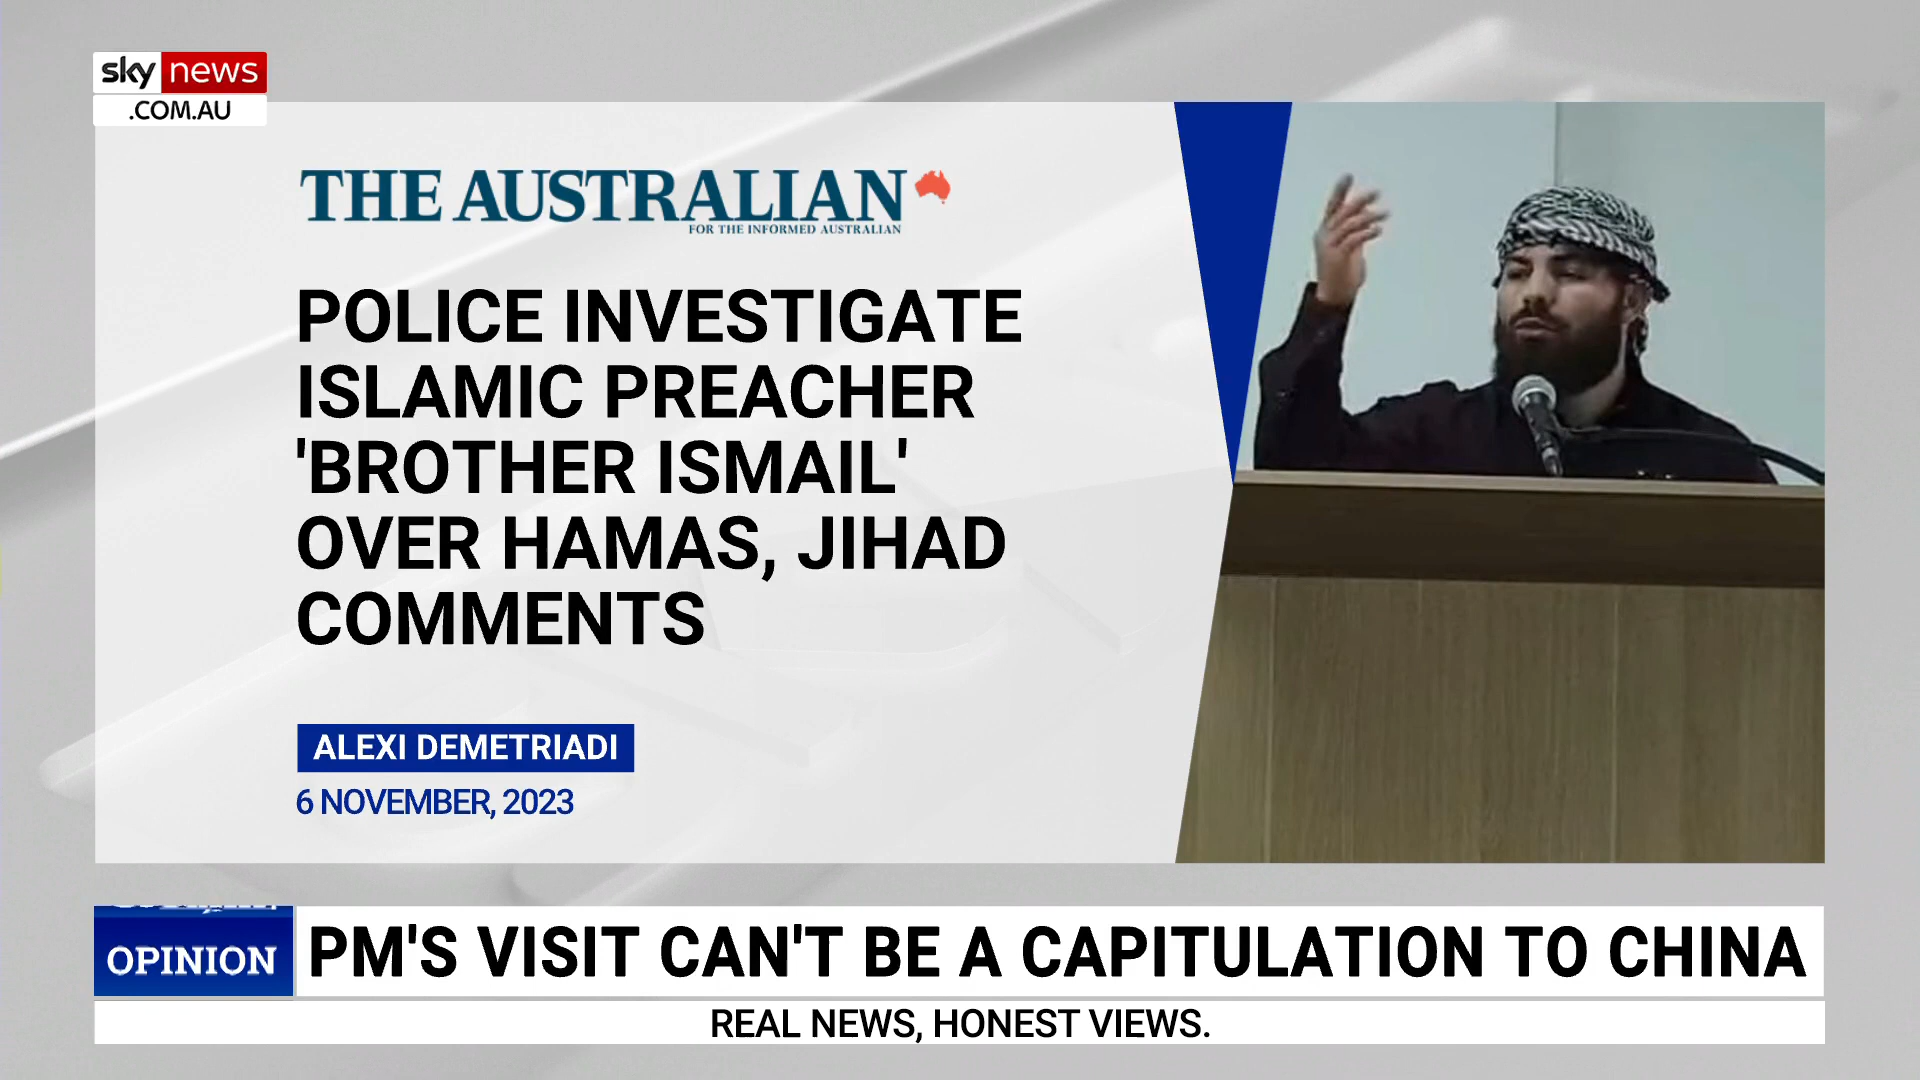 sky news
.COM.AU
THE AUSTRALIAN
FOR THE INFORMED AUSTRALIAN
POLICE INVESTIGATE
ISLAMIC PREACHER
'BROTHER ISMAIL'
OVER HAMAS, JIHAD
COMMENTS
ALEXI DEMETRIADI
6 NOVEMBER, 2023
OPINION
PM'S VISIT CAN'T BE A CAPITULATION TO CHINA
REAL NEWS, HONEST VIEWS.